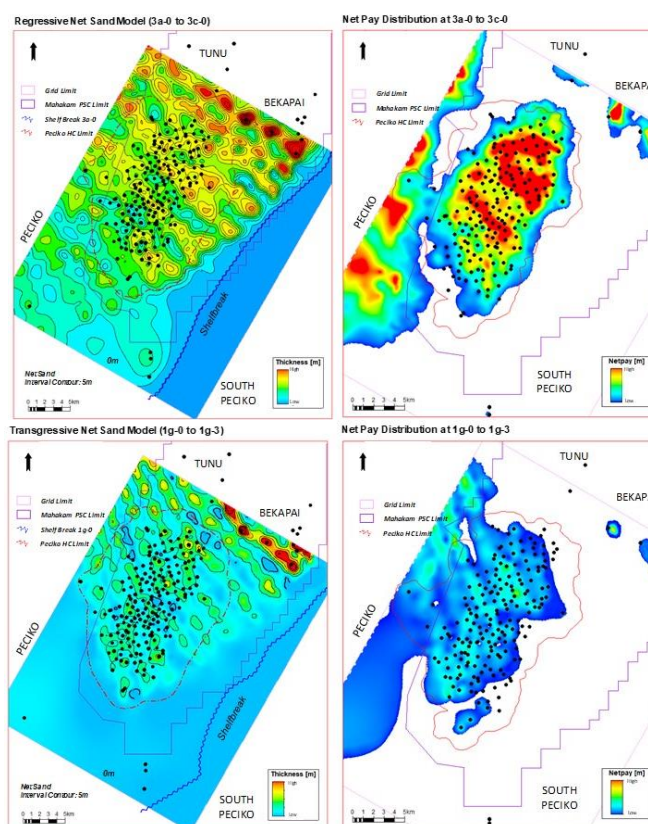 Regressive Net Sand Model (3a-0 to 3c-0)
TUNU
BEKAPAI
Grid Limit
Mahakam PSC Limit
Shelf Break 3a-0
Peciko HC Limit
PECIKO
Shelfbreak
0m
Net Sand
Interval Contour: 5m
0 1 2 3 4 5km
SOUTH
PECIKO
Thickness [m]
High
Low
Net Pay Distribution at 3a-0 to 3c-0
TUNU
BEKAP
Grid Limit
Mahakam PSC Limit
Peciko HC Limit
PECIKO
0 1 2 3 4 5km
SOUTH
PECIKO
Netpay
High
Low
Transgressive Net Sand Model (1g-0 to 1g-3)
TUNU
BEKAPAI
Grid Limit
Mahakam PSC Limit
Shelf Break 1g-0
Peciko HC Limit
PECIKO
Shelfbreak
0m
Net Sand
Interval Contour: 5m
0 1 2 3 4 5km
SOUTH
PECIKO
Thickness [m]
High
Low
Net Pay Distribution at 1g-0 to 1g-3
TUNU
BEKAP
Grid Limit
Mahakam PSC Limit
Peciko HC Limit
PECIKO
0 1 2 3 4 5km
SOUTH
PECIKO
Netpay
High
Low